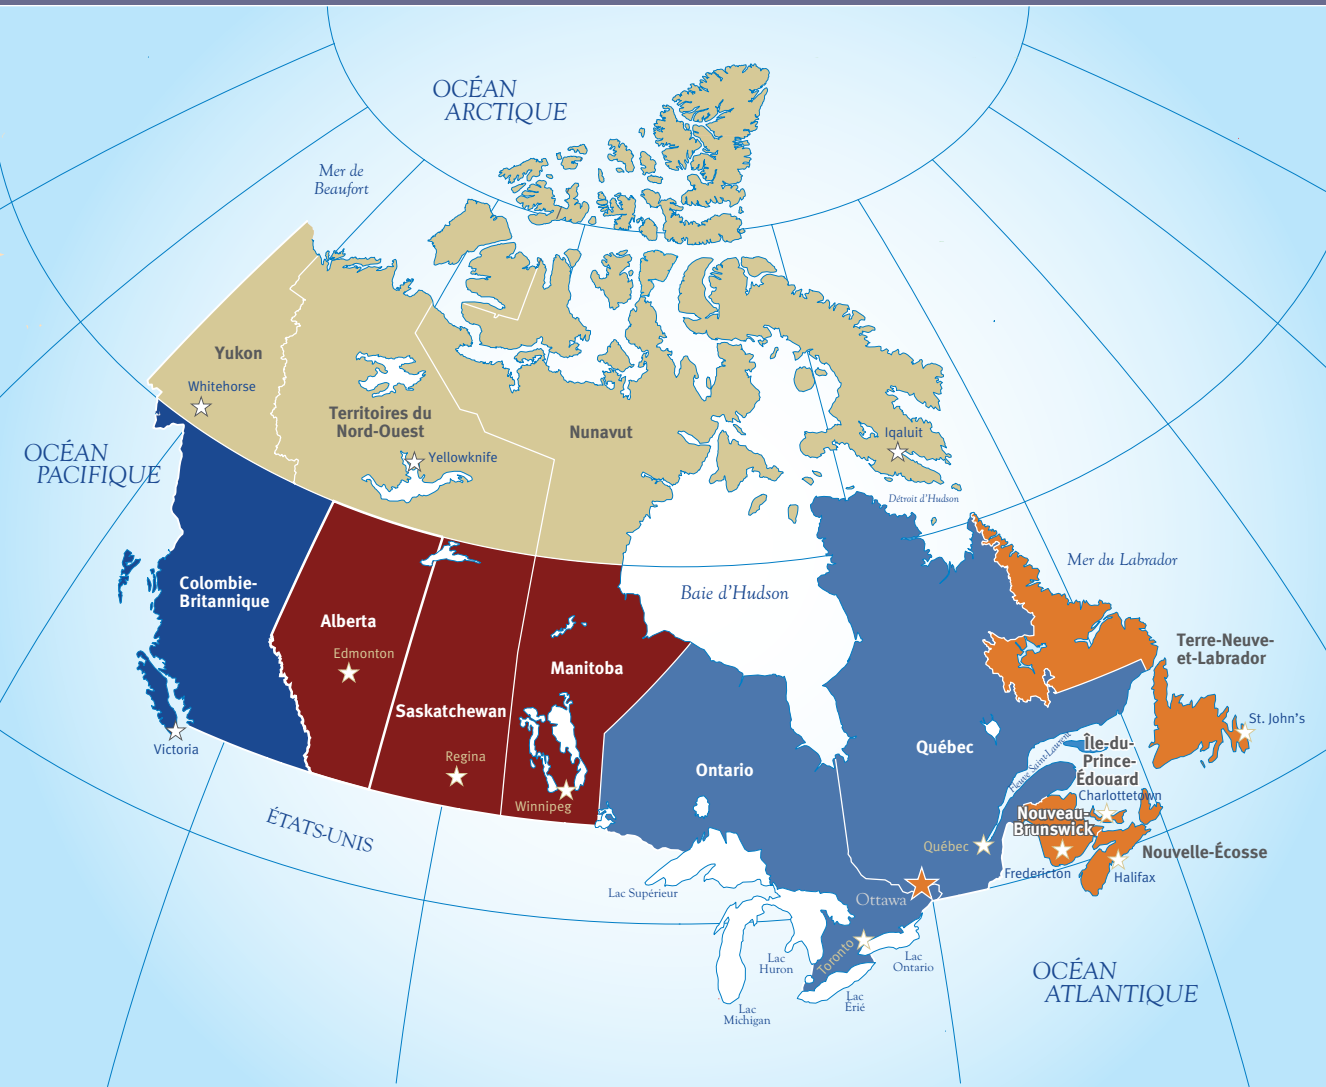 OCÉAN
ARCTIQUE
Mer de
Beaufort
Yukon
Whitehorse
Territoires du
Nord-Ouest
Yellowknife
Nunavut
Iqaluit
Détroit d'Hudson
OCÉAN
PACIFIQUE
Mer du Labrador
Baie d'Hudson
Colombie-
Britannique
Alberta
Edmonton
Manitoba
Saskatchewan
Regina
Winnipeg
Victoria
ÉTATS-UNIS
Ontario
Québec
Terre-Neuve-
et-Labrador
St. John's
Fleuve Saint-Laurent
Île-du-
Prince-
Édouard
Charlottetown
Nouveau-
Brunswick
Québec
Fredericton
Nouvelle-Écosse
Halifax
Ottawa
Toronto
Lac Supérieur
Lac
Huron
Lac
Ontario
Lac
Érié
Lac
Michigan
OCÉAN
ATLANTIQUE